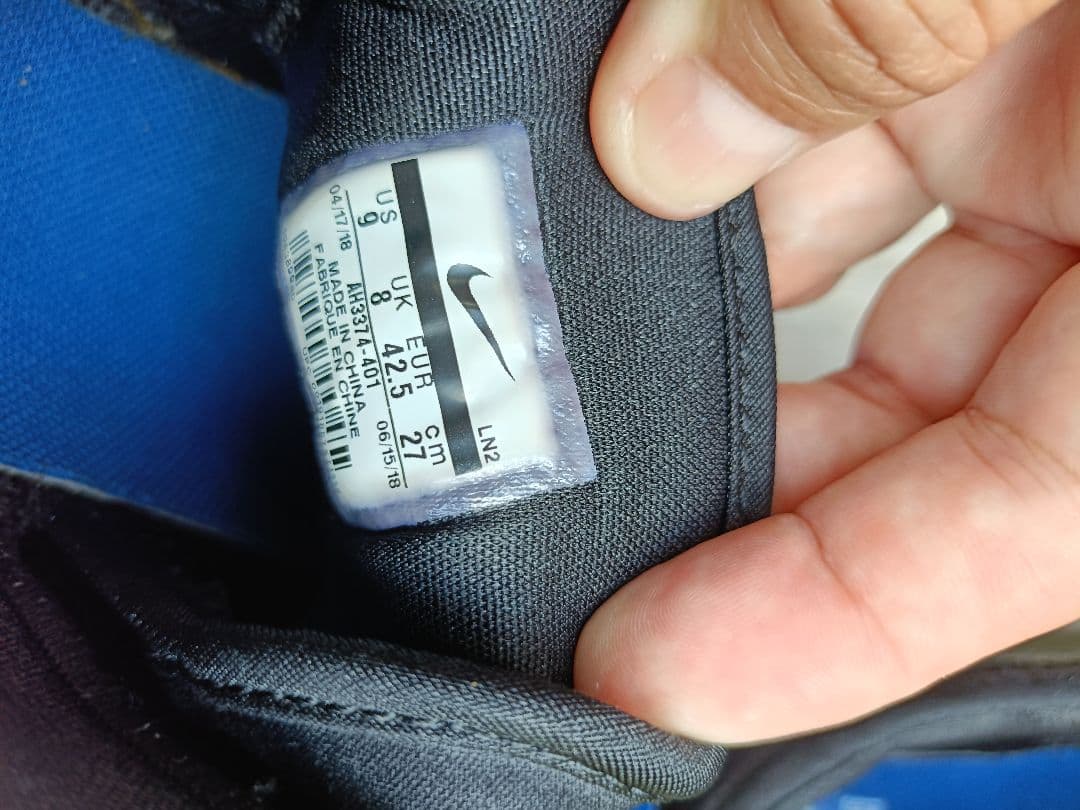 LN2
US UK EUR cm
9 8 42.5 27
04/17/18 AH3374-401 06/15/18
MADE IN CHINA
FABRIQUÉ EN CHINE